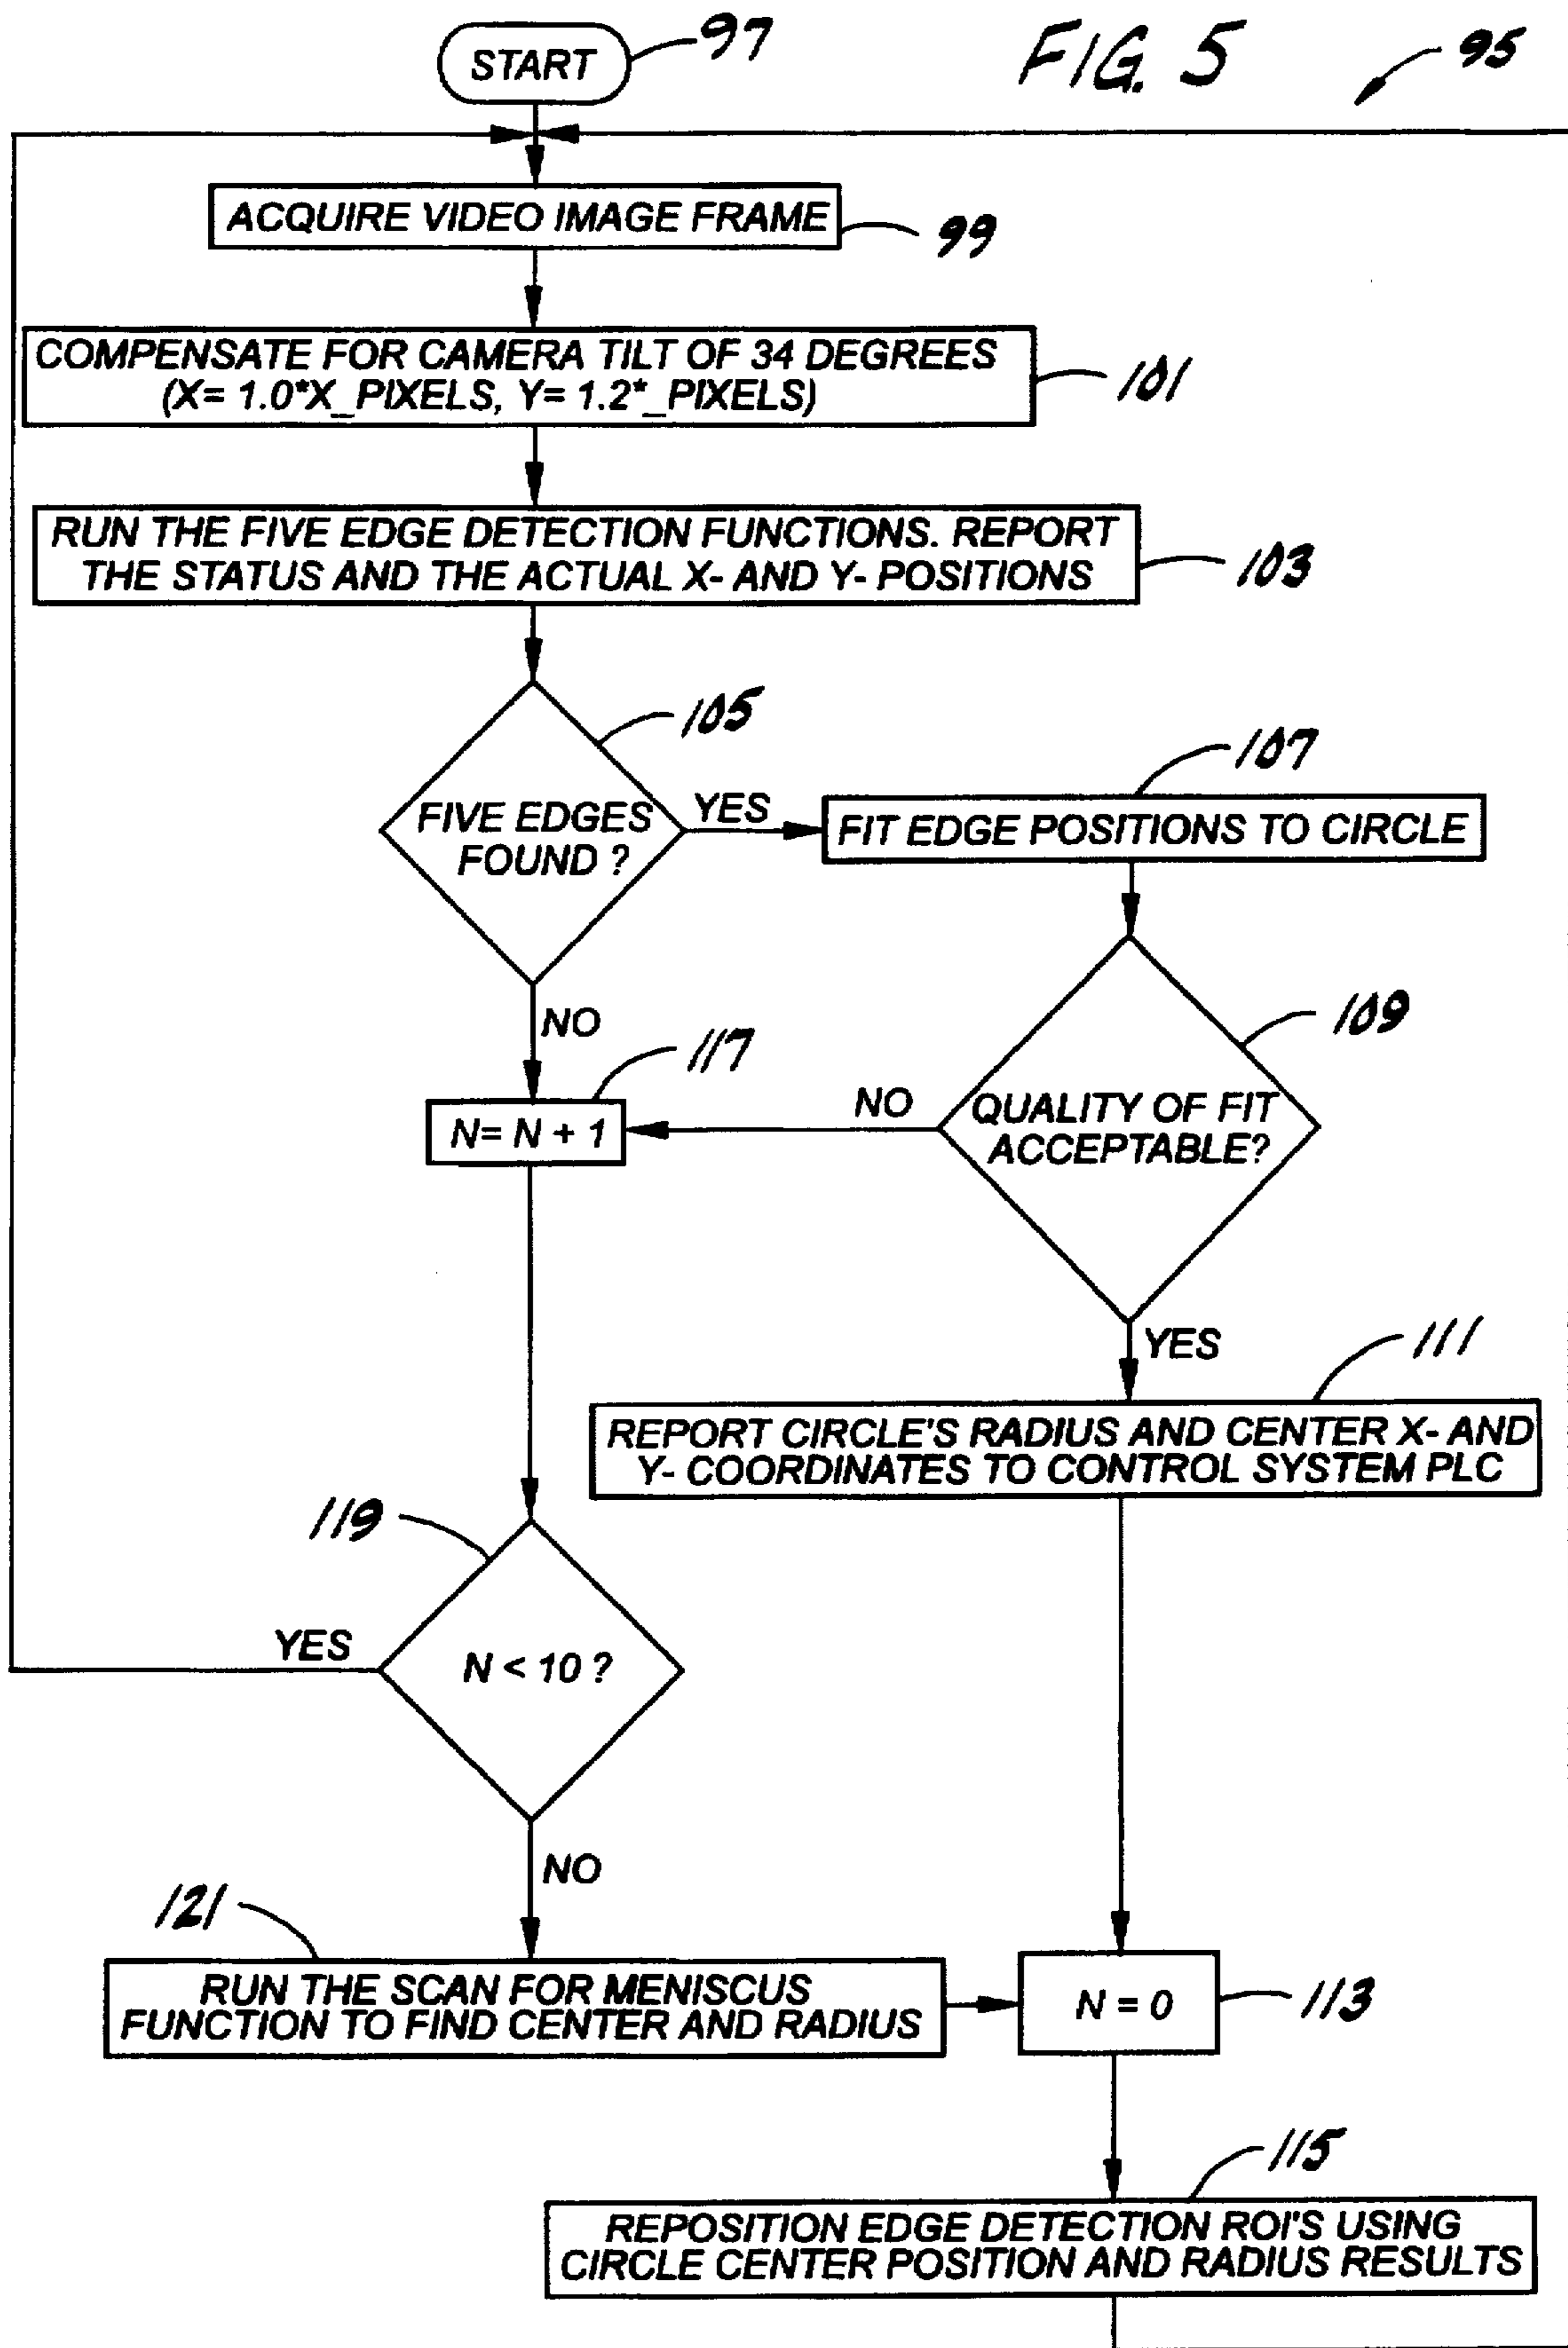 FIG. 5
START
97
95
ACQUIRE VIDEO IMAGE FRAME
99
COMPENSATE FOR CAMERA TILT OF 34 DEGREES
(X= 1.0*X_PIXELS, Y= 1.2*_PIXELS)
101
RUN THE FIVE EDGE DETECTION FUNCTIONS. REPORT
THE STATUS AND THE ACTUAL X- AND Y- POSITIONS
103
105
FIVE EDGES
FOUND ?
YES
107
FIT EDGE POSITIONS TO CIRCLE
NO
109
QUALITY OF FIT
ACCEPTABLE?
NO
117
N= N + 1
YES
111
REPORT CIRCLE'S RADIUS AND CENTER X- AND
Y- COORDINATES TO CONTROL SYSTEM PLC
119
N < 10 ?
YES
NO
121
RUN THE SCAN FOR MENISCUS
FUNCTION TO FIND CENTER AND RADIUS
N = 0
113
115
REPOSITION EDGE DETECTION ROI'S USING
CIRCLE CENTER POSITION AND RADIUS RESULTS